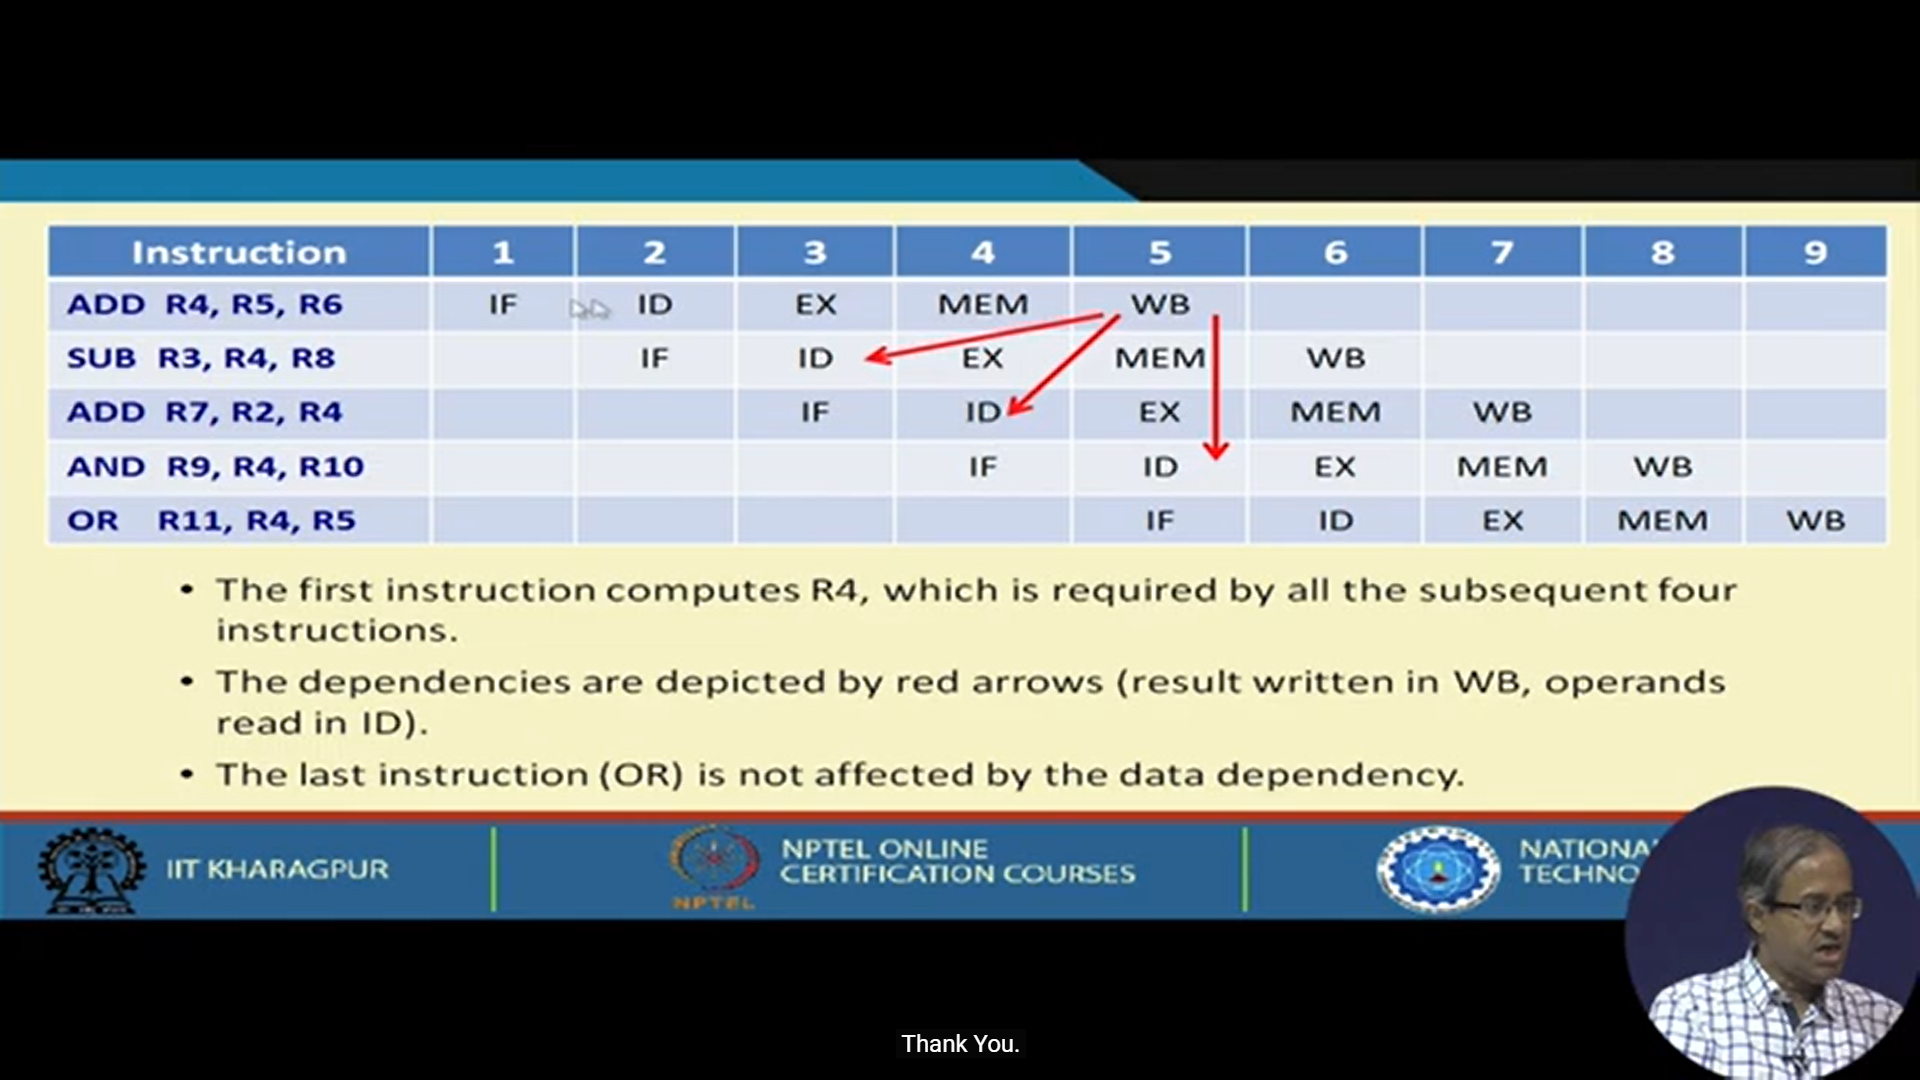 Instruction 1 2 3 4 5 6 7 8 9
ADD R4, R5, R6 IF ID EX MEM WB
SUB R3, R4, R8 IF ID EX MEM WB
ADD R7, R2, R4 IF ID EX MEM WB
AND R9, R4, R10 IF ID EX MEM WB
OR R11, R4, R5 IF ID EX MEM WB
• The first instruction computes R4, which is required by all the subsequent four
instructions.
• The dependencies are depicted by red arrows (result written in WB, operands
read in ID).
• The last instruction (OR) is not affected by the data dependency.
IIT KHARAGPUR
NPTEL
NPTEL ONLINE
CERTIFICATION COURSES
NATIONA
TECHNO
Thank You.